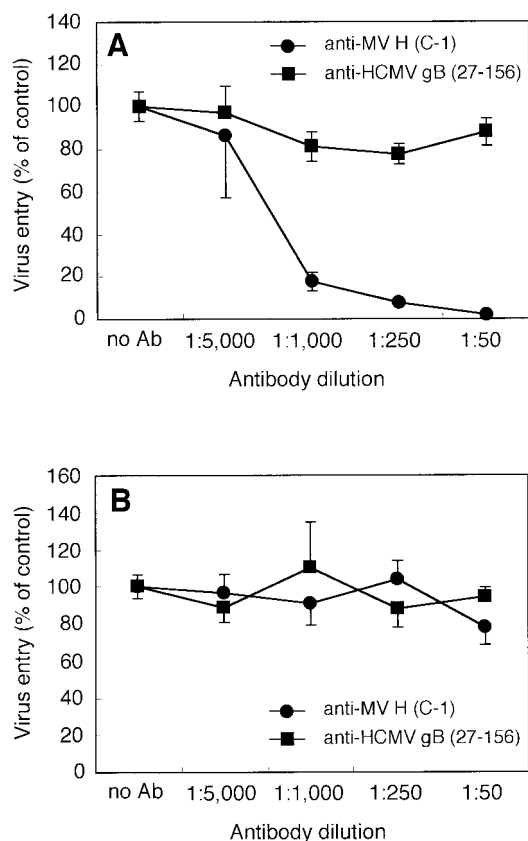 A
anti-MV H (C-1)
anti-HCMV gB (27-156)
140
120
100
80
60
40
20
0
Virus entry (% of control)
no Ab 1:5,000 1:1,000 1:250 1:50
Antibody dilution
B
160
140
120
100
80
60
40
20
0
Virus entry (% of control)
anti-MV H (C-1)
anti-HCMV gB (27-156)
no Ab 1:5,000 1:1,000 1:250 1:50
Antibody dilution